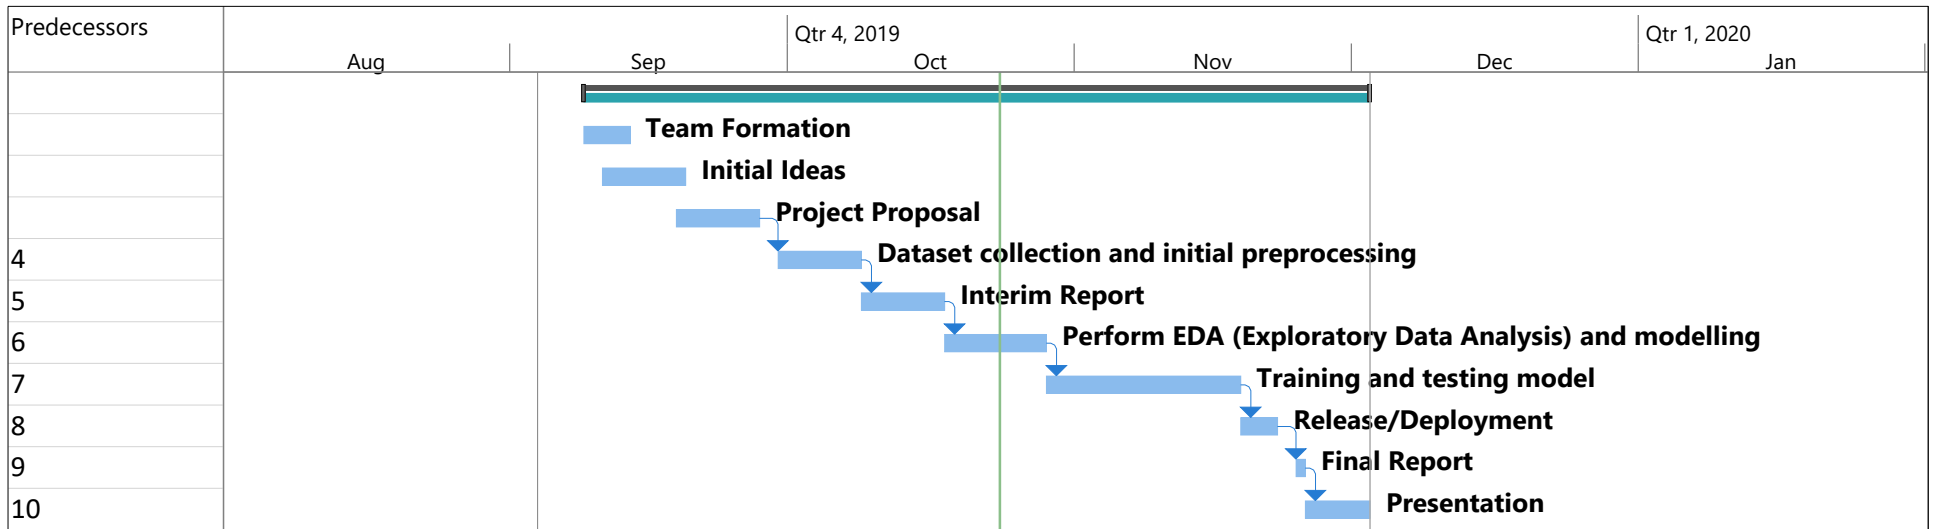 Predecessors
Qtr 4, 2019
Qtr 1, 2020
Aug
Sep
Oct
Nov
Dec
Jan
Team Formation
Initial Ideas
Project Proposal
4
Dataset collection and initial preprocessing
5
Interim Report
6
Perform EDA (Exploratory Data Analysis) and modelling
7
Training and testing model
8
Release/Deployment
9
Final Report
10
Presentation